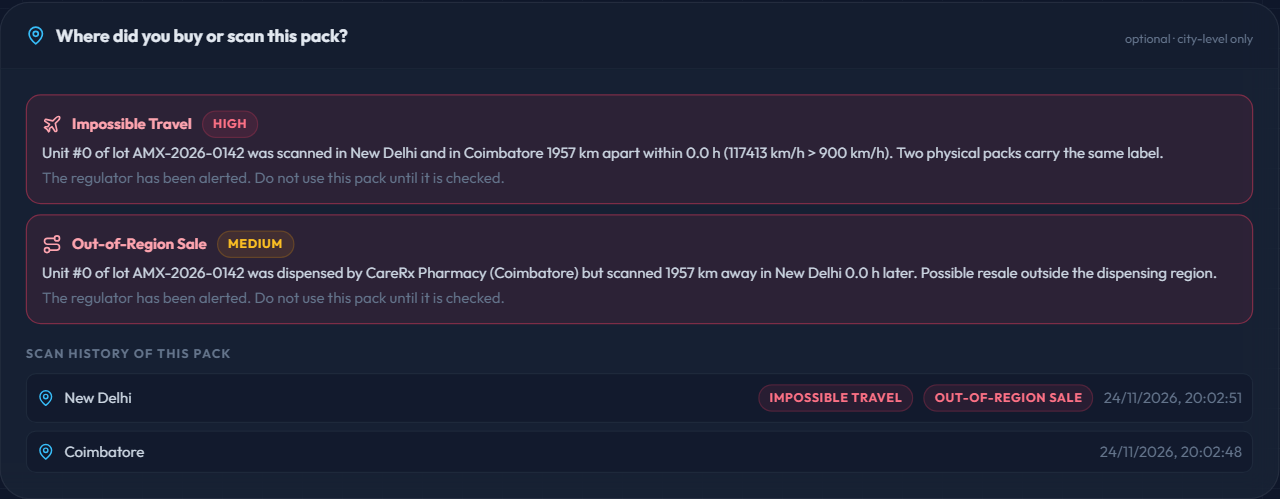 Where did you buy or scan this pack?
optional · city-level only
Impossible Travel HIGH
Unit #0 of lot AMX-2026-0142 was scanned in New Delhi and in Coimbatore 1957 km apart within 0.0 h (117413 km/h > 900 km/h). Two physical packs carry the same label.
The regulator has been alerted. Do not use this pack until it is checked.
Out-of-Region Sale MEDIUM
Unit #0 of lot AMX-2026-0142 was dispensed by CareRx Pharmacy (Coimbatore) but scanned 1957 km away in New Delhi 0.0 h later. Possible resale outside the dispensing region.
The regulator has been alerted. Do not use this pack until it is checked.
SCAN HISTORY OF THIS PACK
New Delhi IMPOSSIBLE TRAVEL OUT-OF-REGION SALE 24/11/2026, 20:02:51
Coimbatore 24/11/2026, 20:02:48